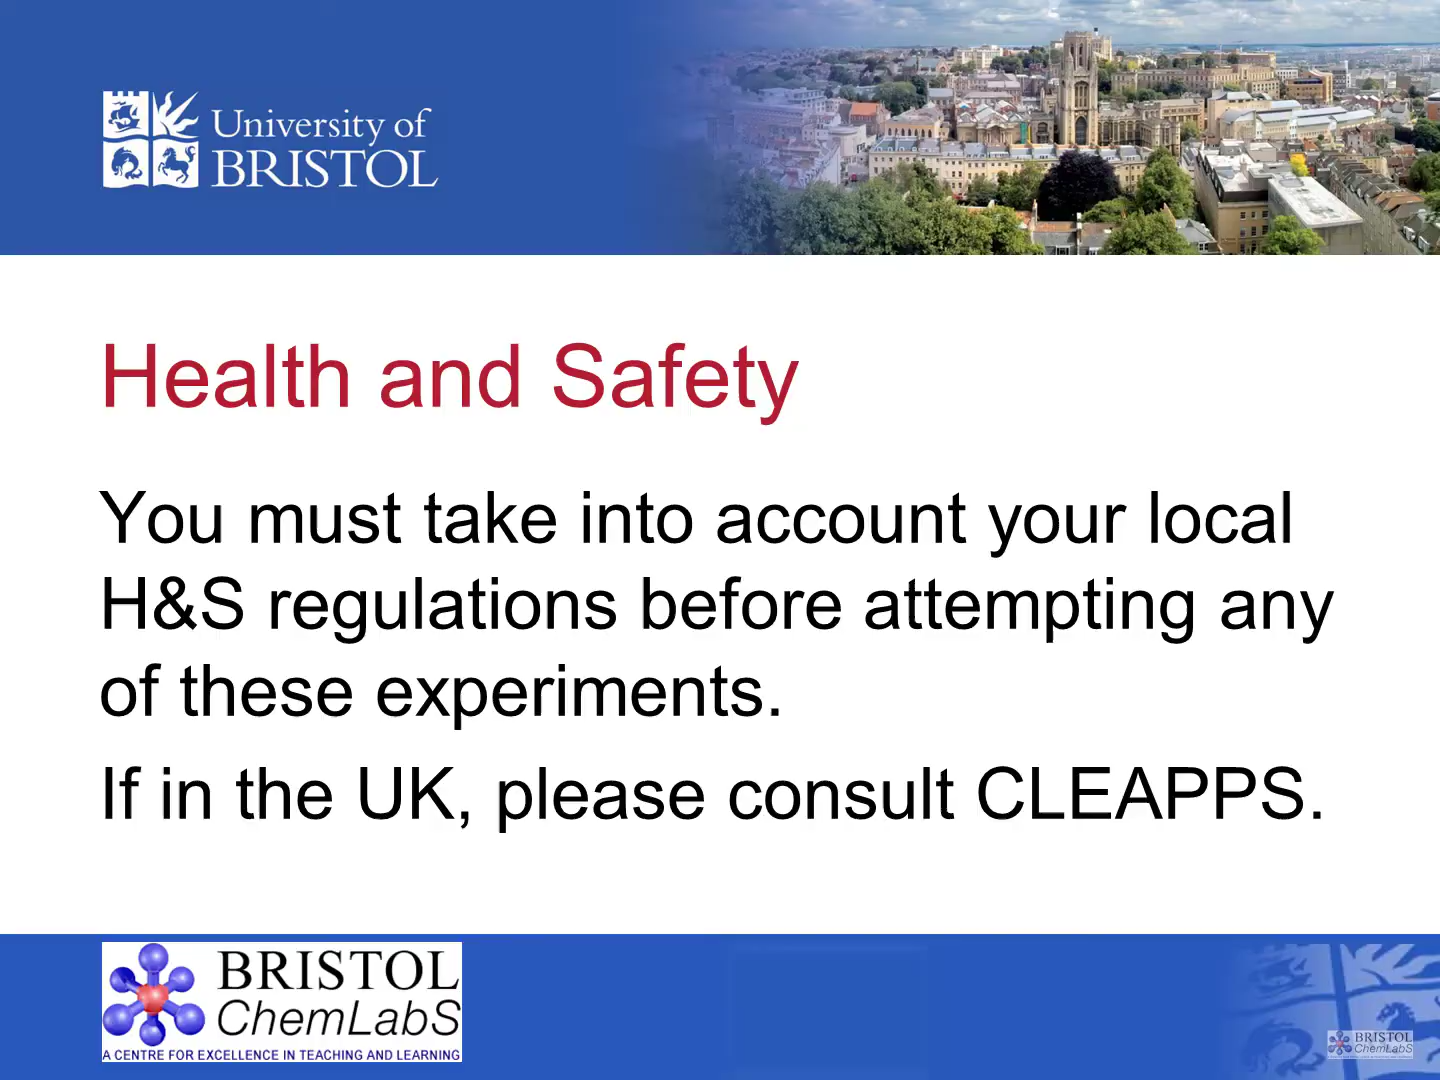 University of
BRISTOL
Health and Safety
You must take into account your local
H&S regulations before attempting any
of these experiments.
If in the UK, please consult CLEAPPS.
BRISTOL
ChemLabS
A CENTRE FOR EXCELLENCE IN TEACHING AND LEARNING
BRISTOL
ChemLabS